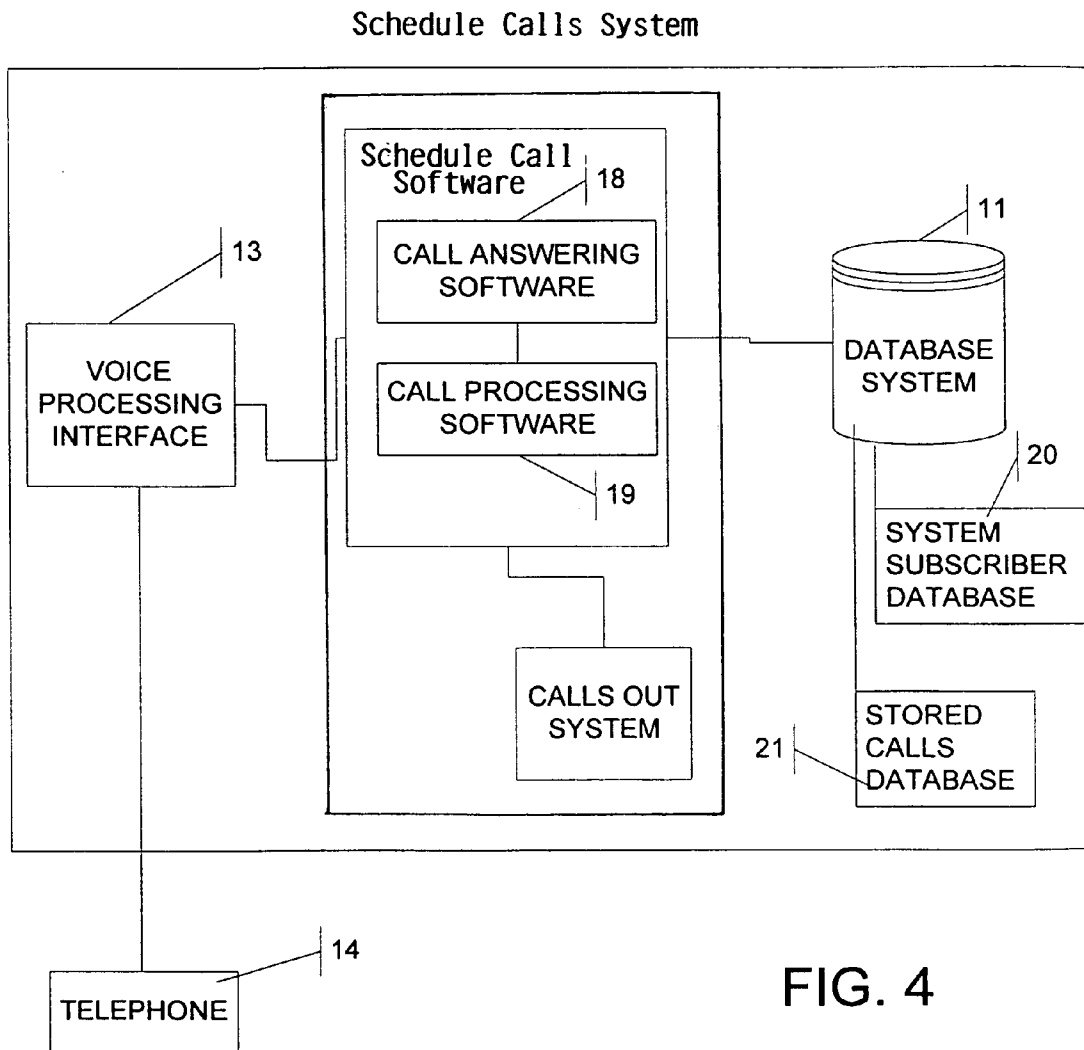 Schedule Calls System
Schedule Call
Software
18
CALL ANSWERING
SOFTWARE
11
13
VOICE
PROCESSING
INTERFACE
DATABASE
SYSTEM
CALL PROCESSING
SOFTWARE
19
20
SYSTEM
SUBSCRIBER
DATABASE
CALLS OUT
SYSTEM
STORED
CALLS
DATABASE
21
14
TELEPHONE
FIG. 4